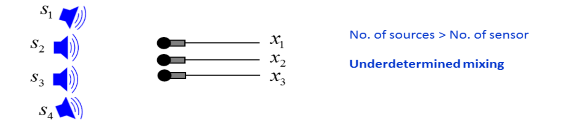 s1
s2
s3
s4
x1
x2
x3
No. of sources > No. of sensor
Underdetermined mixing